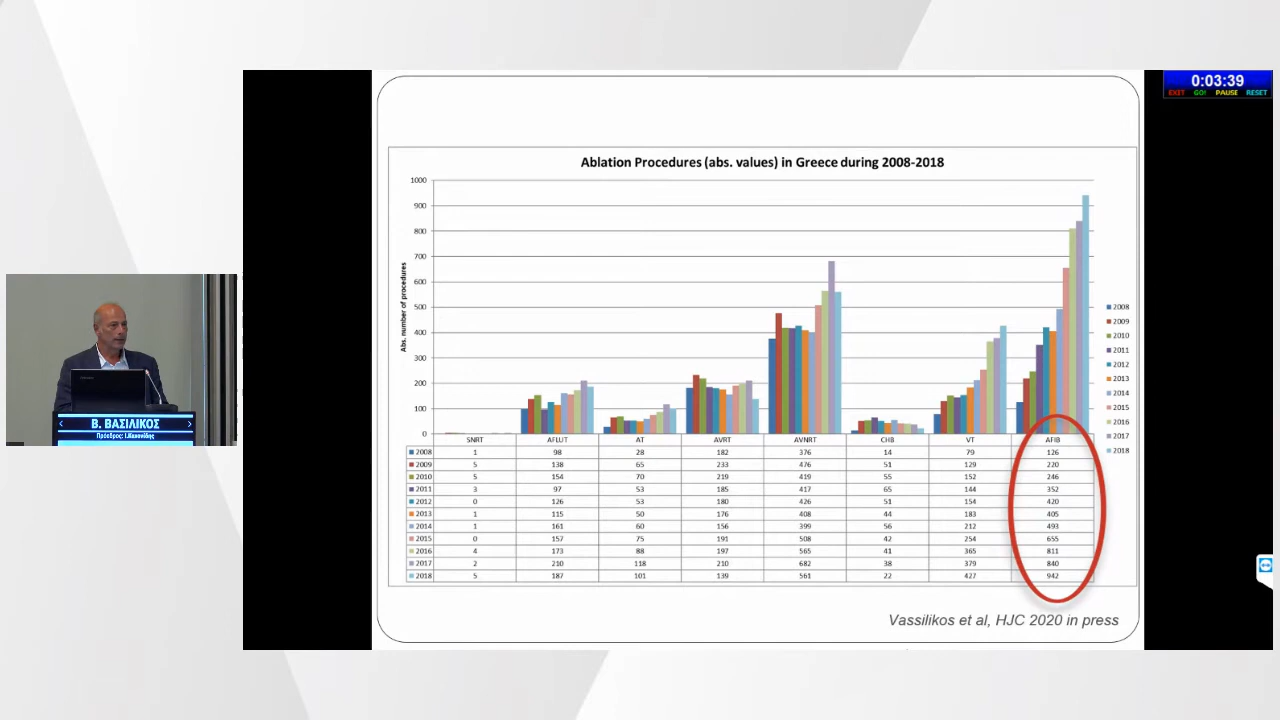 0:03:39
EXIT GO! PAUSE RESET
Ablation Procedures (abs. values) in Greece during 2008-2018
Abs. number of procedures
1000
900
800
700
600
500
400
300
200
100
0
2008
2009
2010
2011
2012
2013
2014
2015
2016
2017
2018
SNRT AFLUT AT AVRT AVNRT CHB VT AFIB
2008 1 98 28 182 376 14 79 126
2009 5 138 65 233 476 51 129 220
2010 5 154 70 219 419 55 152 246
2011 3 97 53 185 417 65 144 352
2012 0 126 53 180 426 51 154 420
2013 1 115 50 176 408 44 183 405
2014 1 161 60 156 399 56 212 493
2015 0 157 75 191 508 42 254 655
2016 4 173 88 197 565 41 365 811
2017 2 210 118 210 682 38 379 840
2018 5 187 101 139 561 22 427 942
Vassilikos et al, HJC 2020 in press
Β. ΒΑΣΙΛΙΚΟΣ
Πρόεδρος: Ι.Κανονίδης